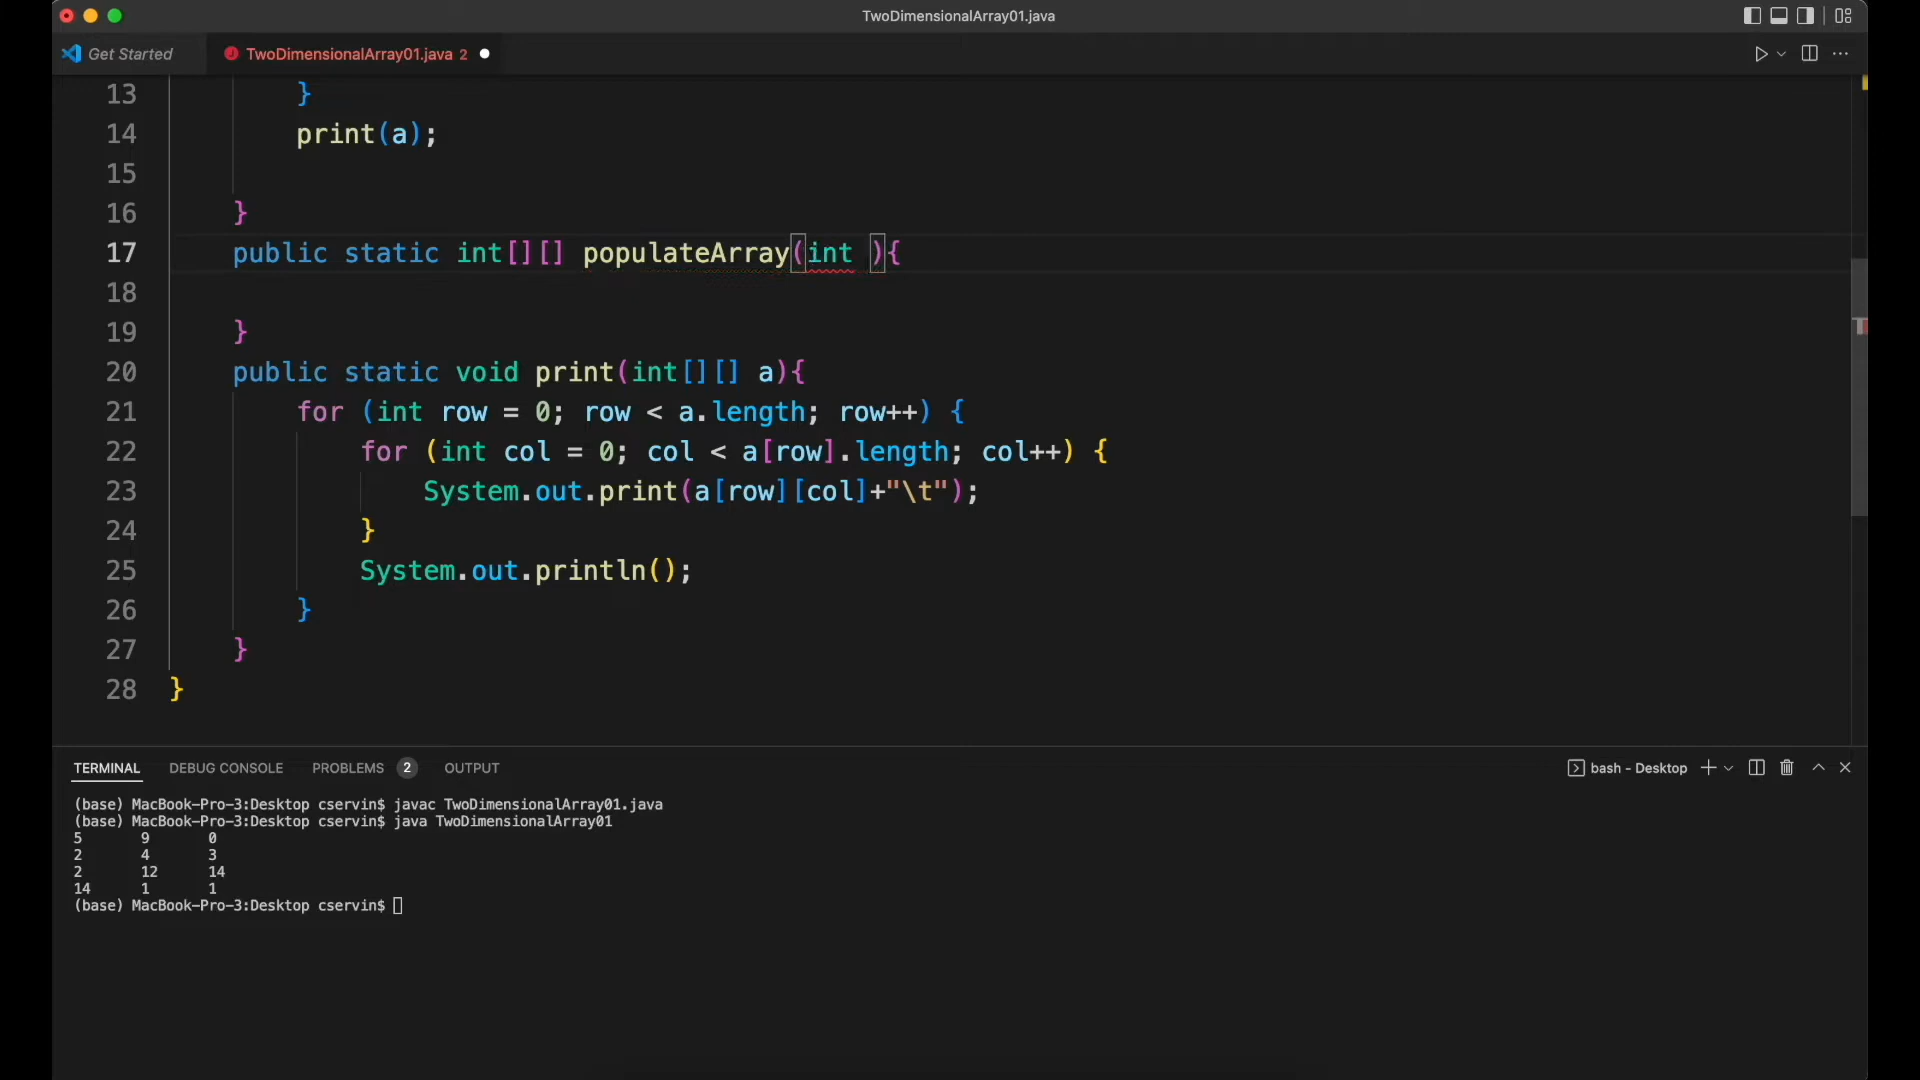 TwoDimensionalArray01.java
Get Started TwoDimensionalArray01.java 2
13 }
14 print(a);
15
16 }
17 public static int[][] populateArray(int ){
18
19 }
20 public static void print(int[][] a){
21 for (int row = 0; row < a.length; row++) {
22 for (int col = 0; col < a[row].length; col++) {
23 System.out.print(a[row][col]+"\t");
24 }
25 System.out.println();
26 }
27 }
28 }
TERMINAL DEBUG CONSOLE PROBLEMS 2 OUTPUT bash - Desktop
(base) MacBook-Pro-3:Desktop cservin$ javac TwoDimensionalArray01.java
(base) MacBook-Pro-3:Desktop cservin$ java TwoDimensionalArray01
5 9 0
2 4 3
2 12 14
14 1 1
(base) MacBook-Pro-3:Desktop cservin$